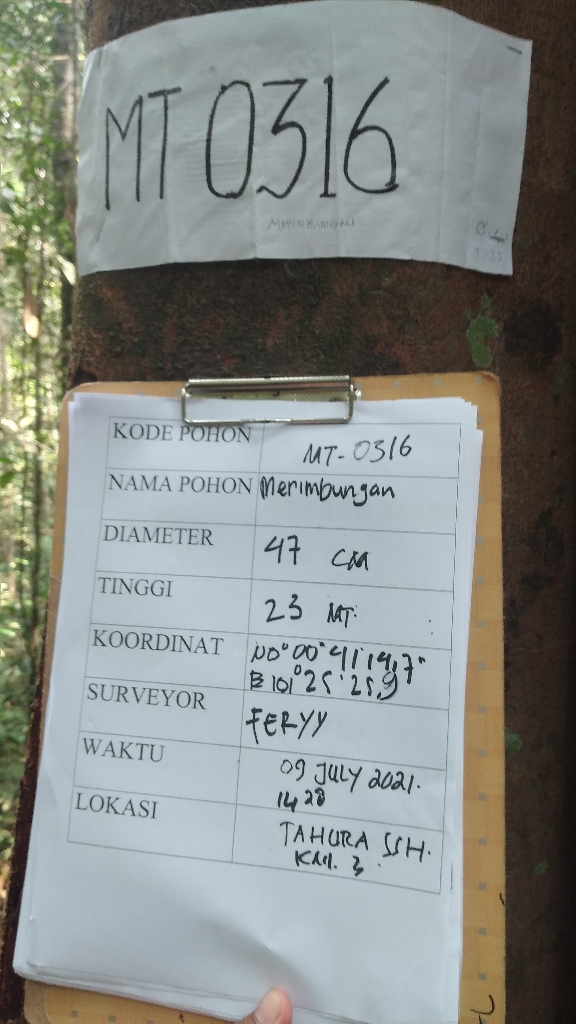 MT 0316
MERIMBUNGAN
KODE POHON MT-0316
NAMA POHON Merimbungan
DIAMETER 47 CM
TINGGI 23 MT.
KOORDINAT N0°00°41'14,7"
E 101°25'25,9
SURVEYOR FERYY
WAKTU 09 JULY 2021.
14 28
LOKASI TAHURA SSH.
KM. 3